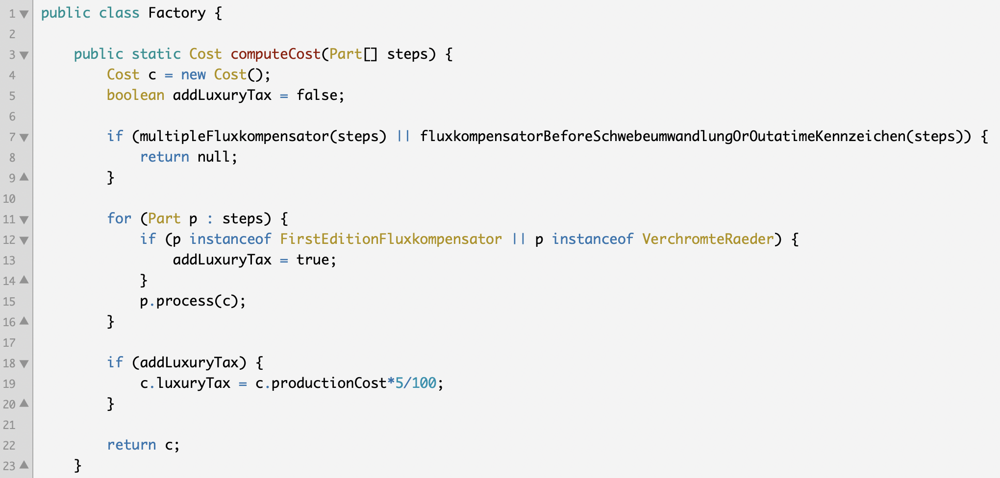 1 public class Factory {
2
3     public static Cost computeCost(Part[] steps) {
4         Cost c = new Cost();
5         boolean addLuxuryTax = false;
6
7         if (multipleFluxkompensator(steps) || fluxkompensatorBeforeSchwebeumwandlungOrOutatimeKennzeichen(steps)) {
8             return null;
9         }
10
11         for (Part p : steps) {
12             if (p instanceof FirstEditionFluxkompensator || p instanceof VerchromteRaeder) {
13                 addLuxuryTax = true;
14             }
15             p.process(c);
16         }
17
18         if (addLuxuryTax) {
19             c.luxuryTax = c.productionCost*5/100;
20         }
21
22         return c;
23     }